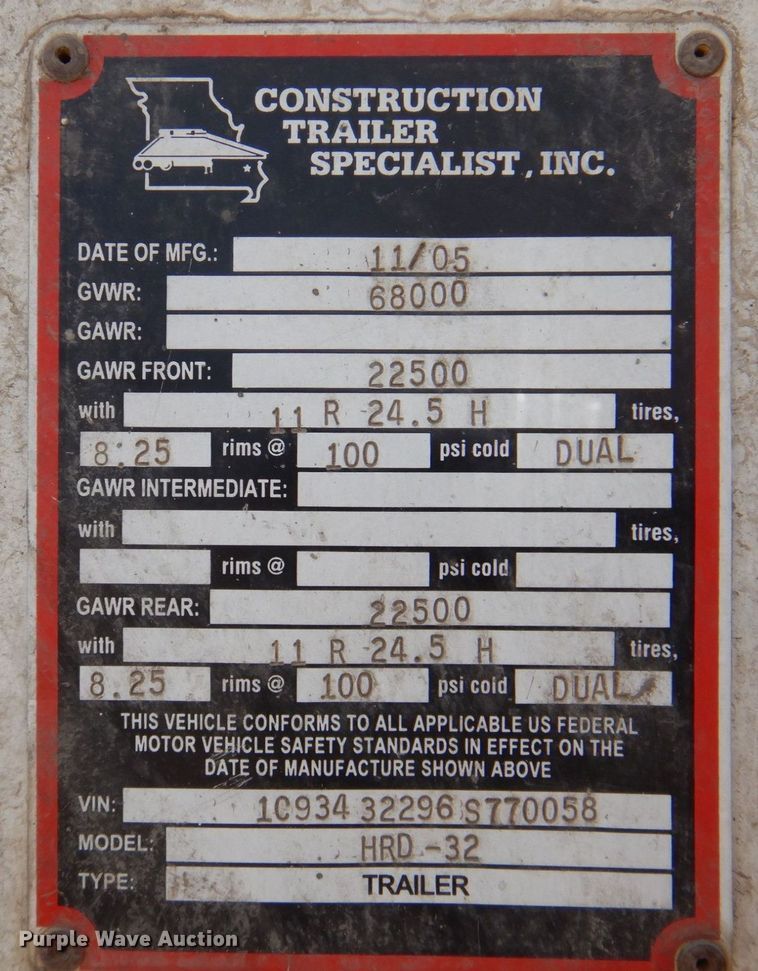 CONSTRUCTION
TRAILER
SPECIALIST, INC.
DATE OF MFG.: 11/05
GVWR: 68000
GAWR:
GAWR FRONT: 22500
with 11 R 24.5 H tires,
8.25 rims @ 100 psi cold DUAL
GAWR INTERMEDIATE:
with tires,
rims @ psi cold
GAWR REAR: 22500
with 11 R 24.5 H tires,
8.25 rims @ 100 psi cold DUAL
THIS VEHICLE CONFORMS TO ALL APPLICABLE US FEDERAL
MOTOR VEHICLE SAFETY STANDARDS IN EFFECT ON THE
DATE OF MANUFACTURE SHOWN ABOVE
VIN: 1C934 32296 S770058
MODEL: HRD-32
TYPE: TRAILER
Purple Wave Auction